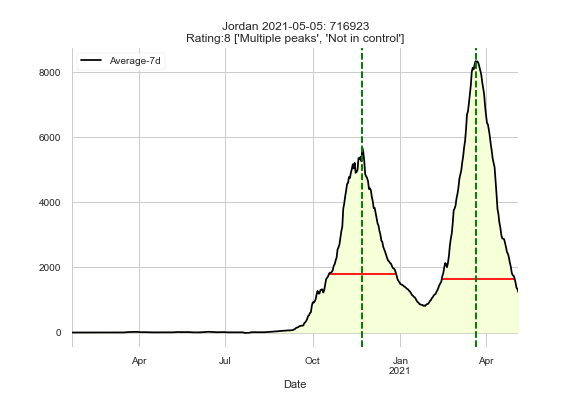 Jordan 2021-05-05: 716923
Rating:8 ['Multiple peaks', 'Not in control']
Average-7d
8000
6000
4000
2000
0
Apr
Jul
Oct
Jan
2021
Apr
Date